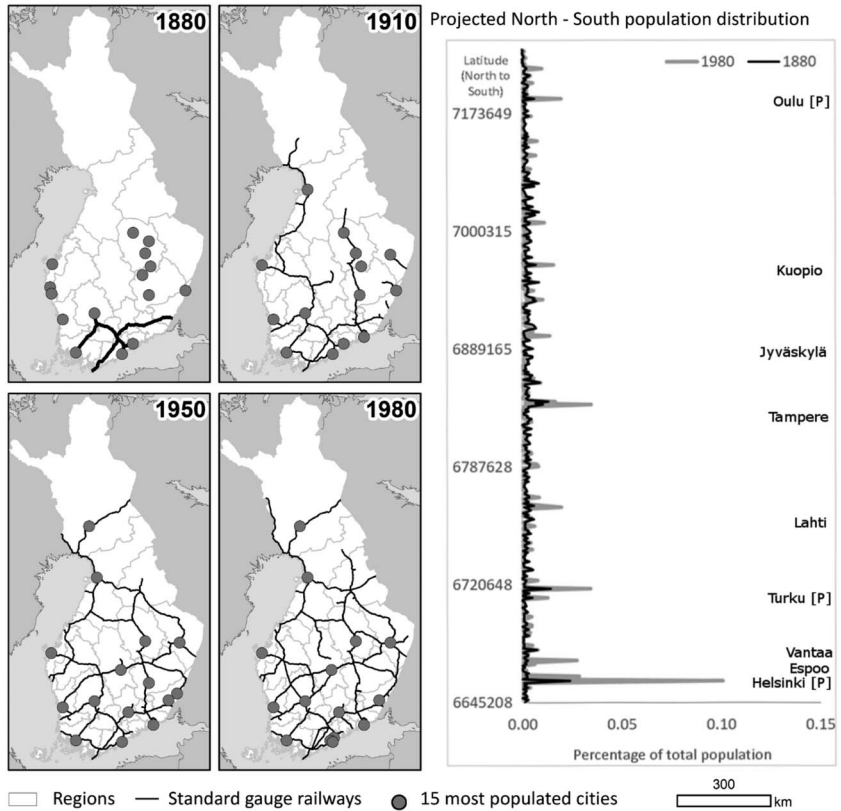 1880
1910
1950
1980
Projected North - South population distribution
Latitude
(North to
South)
1980
1880
7173649
7000315
6889165
6787628
6720648
6645208
Oulu [P]
Kuopio
Jyväskylä
Tampere
Lahti
Turku [P]
Vantaa
Espoo
Helsinki [P]
0.00
0.05
0.10
0.15
Percentage of total population
Regions
Standard gauge railways
15 most populated cities
300
km